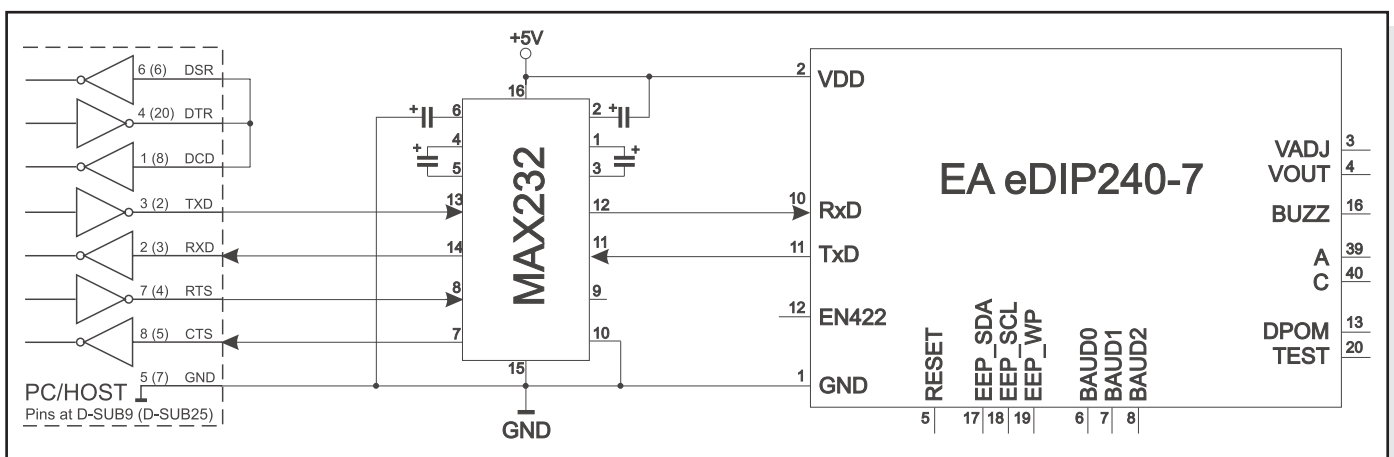 +5V
6 (6) DSR
4 (20) DTR
1 (8) DCD
3 (2) TXD
2 (3) RXD
7 (4) RTS
8 (5) CTS
5 (7) GND
PC/HOST
Pins at D-SUB9 (D-SUB25)
16
+ 6
2 +
4
+ 5
1
3 +
13
12
14
11
8
9
7
10
15
MAX232
GND
EA eDIP240-7
2 VDD
10 RxD
11 TxD
12 EN422
1 GND
RESET
5
EEP_SDA
17
EEP_SCL
18
EEP_WP
19
BAUD0
6
BAUD1
7
BAUD2
8
VADJ 3
VOUT 4
BUZZ 16
A 39
C 40
DPOM 13
TEST 20